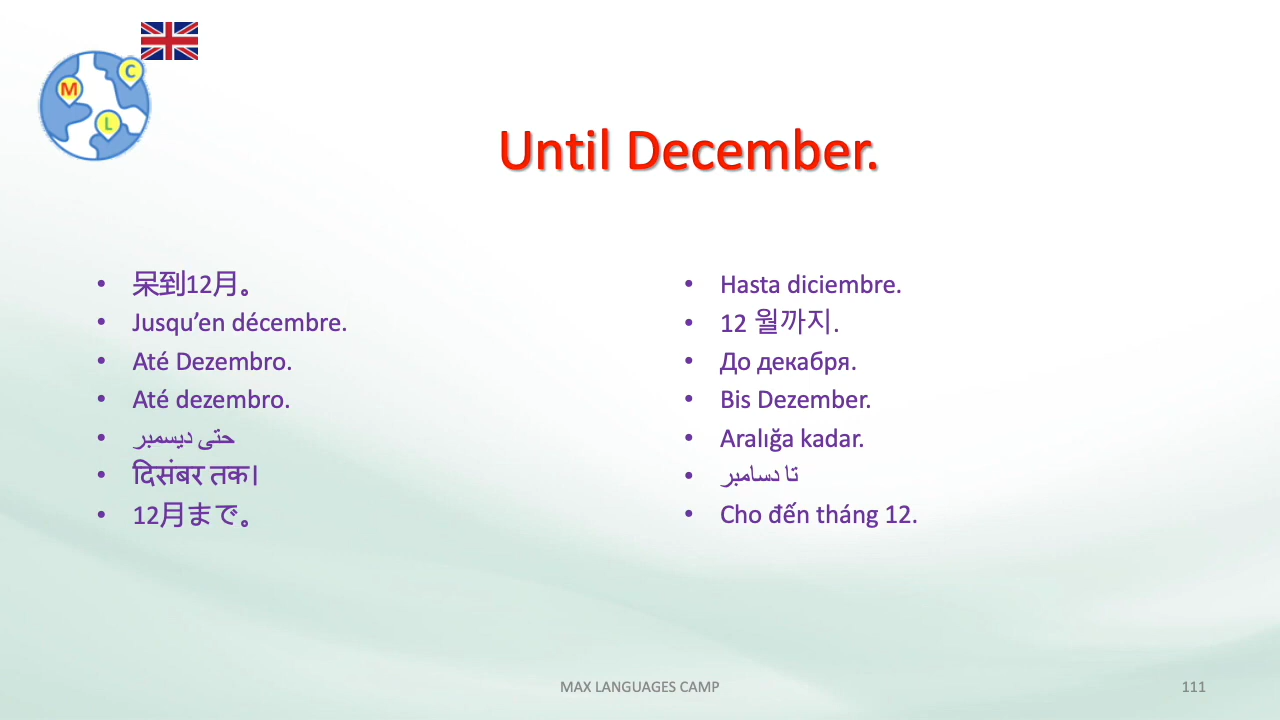 C
M
L
Until December.
• 呆到12月。
• Jusqu’en décembre.
• Até Dezembro.
• Até dezembro.
• حتى ديسمبر
• दिसंबर तक।
• 12月まで。
• Hasta diciembre.
• 12 월까지.
• До декабря.
• Bis Dezember.
• Aralığa kadar.
• تا دسامبر
• Cho đến tháng 12.
MAX LANGUAGES CAMP
111